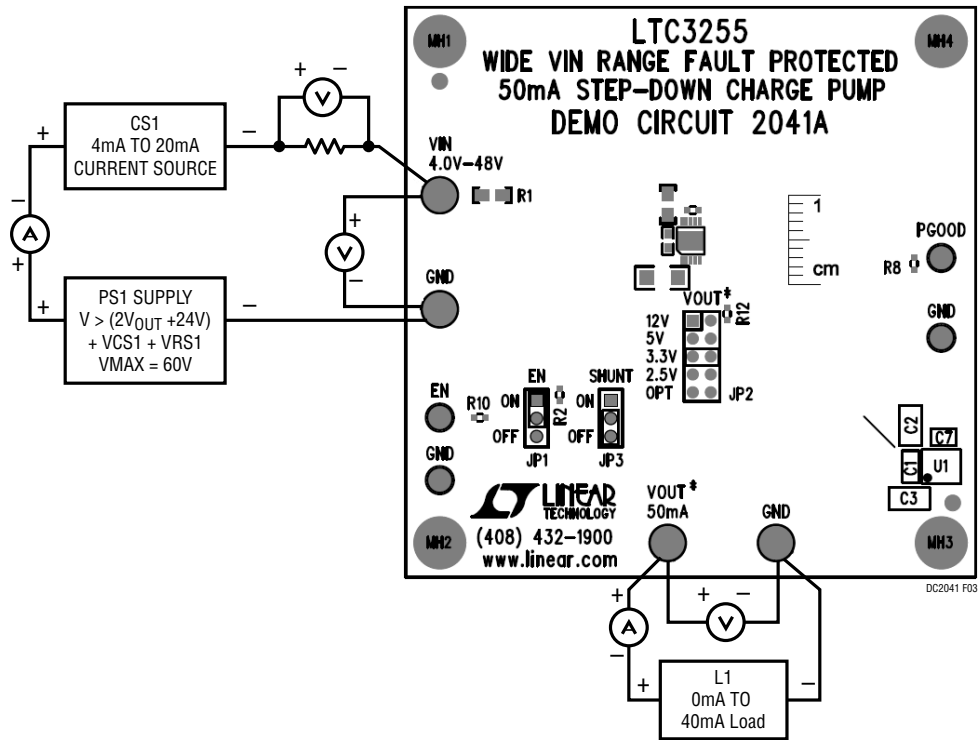 MH1
LTC3255
MH4
WIDE VIN RANGE FAULT PROTECTED
50mA STEP-DOWN CHARGE PUMP
DEMO CIRCUIT 2041A
+ –
V
+
CS1
4mA TO 20mA
CURRENT SOURCE
–
VIN
4.0V–48V
R1
–
A
+
+
V
–
1
cm
PGOOD
R8
GND
+
PS1 SUPPLY
V > (2VOUT +24V)
+ VCS1 + VRS1
VMAX = 60V
–
GND
VOUT*
12V
5V
3.3V
2.5V
OPT
R12
JP2
EN
R10
GND
EN
ON
OFF
R2
JP1
SHUNT
ON
OFF
JP3
C2
C7
C1
U1
C3
LINEAR
TECHNOLOGY
(408) 432-1900
www.linear.com
MH2
VOUT*
50mA
GND
MH3
DC2041 F03
+
A
–
+ –
V
+
L1
0mA TO
40mA Load
–